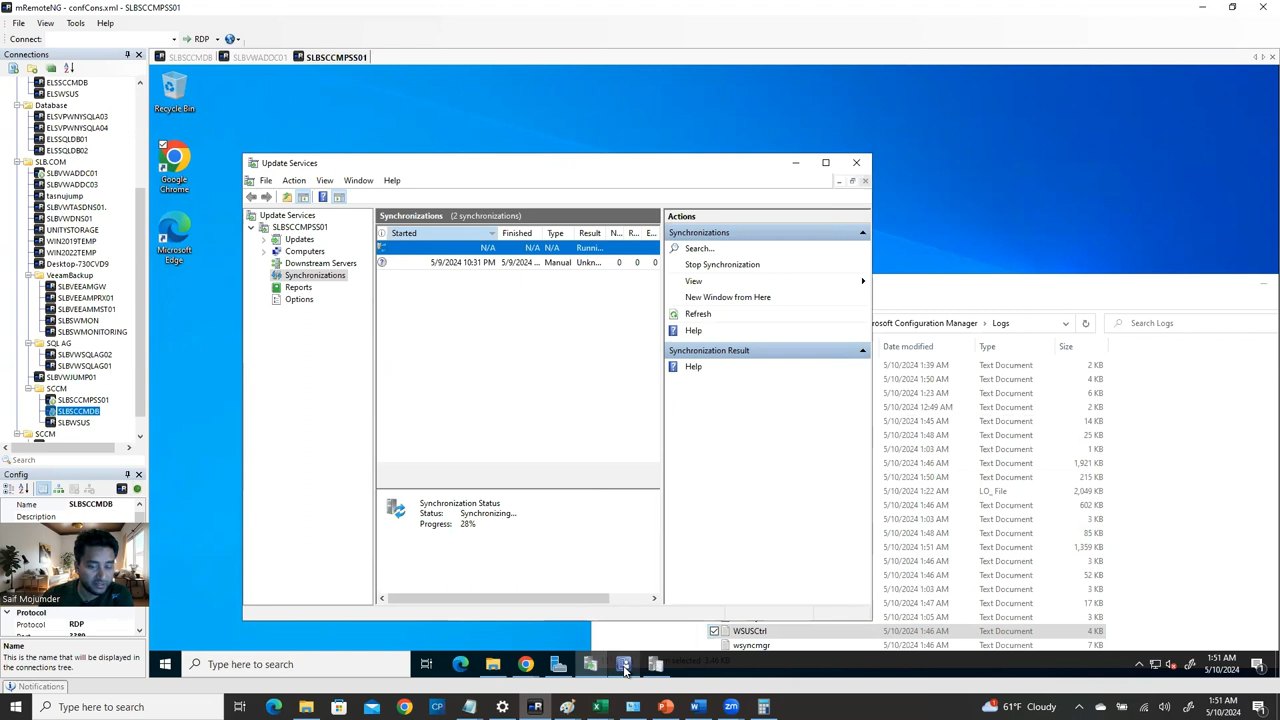 mRemoteNG - confCons.xml - SLBSCCMPSS01
File View Tools Help
Connect: RDP
Connections
SLBSCCMDB SLBVWADDC01 SLBSCCMPSS01
ELSSCCMDB
ELSWSUS
Database
ELSVPWNYSQLA03
ELSVPWNYSQLA04
ELSSQLDB01
ELSSQLDB02
SLB.COM
SLBVWADDC01
SLBVWADDC03
tasnujump
SLBVWTASDNS01.
SLBVWDNS01
UNITYSTORAGE
WIN2019TEMP
WIN2022TEMP
Desktop-730CVD9
VeeamBackup
SLBVEEAMGW
SLBVEEAMPRX01
SLBVEEAMMST01
SLBSWMON
SLBSWMONITORING
SQL AG
SLBVWSQLAG02
SLBVWSQLAG01
SLBVWJUMP01
SCCM
SLBSCCMPSS01
SLBSCCMDB
SLBWSUS
SCCM
Search
Config
Name SLBSCCMDB
Description
Saif Mojumder
Protocol
Protocol RDP
Name
This is the name that will be displayed in the connections tree.
Notifications
Recycle Bin
Google
Chrome
Microsoft
Edge
Update Services
File Action View Window Help
Update Services
SLBSCCMPSS01
Updates
Computers
Downstream Servers
Synchronizations
Reports
Options
Synchronizations (2 synchronizations)
Started Finished Type Result N... R... E...
N/A N/A N/A Runni...
5/9/2024 10:31 PM 5/9/2024 ... Manual Unkn... 0 0 0
Synchronization Status
Status: Synchronizing...
Progress: 28%
Actions
Synchronizations
Search...
Stop Synchronization
View
New Window from Here
Refresh
Help
Synchronization Result
Help
rosoft Configuration Manager Logs Search Logs
Date modified Type Size
5/10/2024 1:39 AM Text Document 2 KB
5/10/2024 1:50 AM Text Document 4 KB
5/10/2024 1:23 AM Text Document 6 KB
5/10/2024 12:49 AM Text Document 2 KB
5/10/2024 1:45 AM Text Document 14 KB
5/10/2024 1:48 AM Text Document 25 KB
5/10/2024 1:03 AM Text Document 1 KB
5/10/2024 1:46 AM Text Document 1,921 KB
5/10/2024 1:46 AM Text Document 215 KB
5/10/2024 1:22 AM LO_ File 2,049 KB
5/10/2024 1:46 AM Text Document 602 KB
5/10/2024 1:03 AM Text Document 3 KB
5/10/2024 1:48 AM Text Document 85 KB
5/10/2024 1:51 AM Text Document 1,359 KB
5/10/2024 1:46 AM Text Document 3 KB
5/10/2024 1:46 AM Text Document 52 KB
5/10/2024 1:03 AM Text Document 3 KB
5/10/2024 1:47 AM Text Document 17 KB
5/10/2024 1:05 AM Text Document 3 KB
WSUSCtrl 5/10/2024 1:46 AM Text Document 4 KB
wsyncmgr 5/10/2024 1:46 AM Text Document 7 KB
Type here to search
1:51 AM
5/10/2024
Type here to search
61°F Cloudy
1:51 AM
5/10/2024